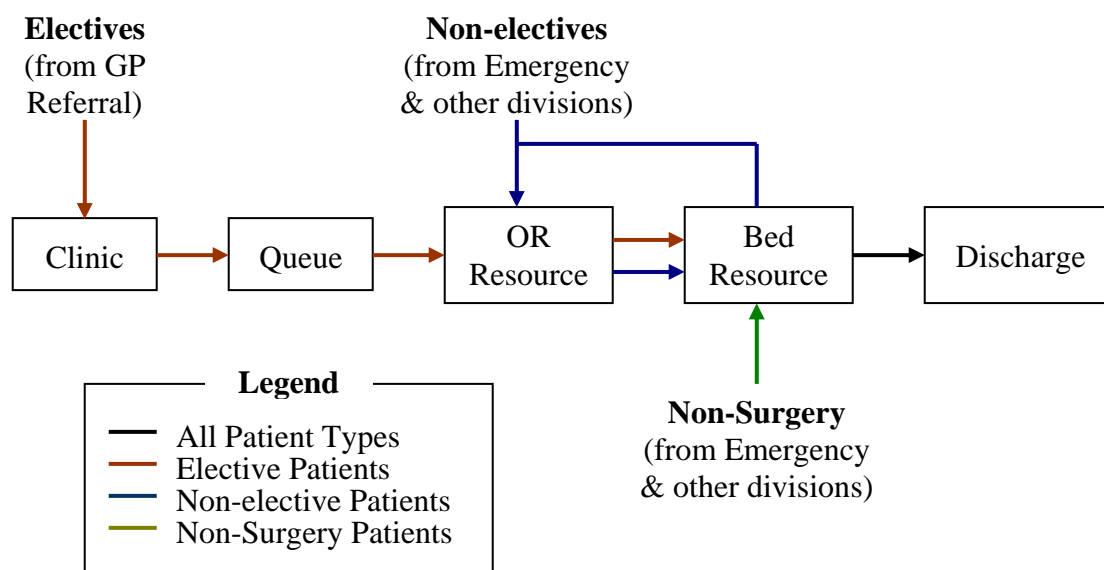 Electives
(from GP
Referral)
Non-electives
(from Emergency
& other divisions)
Clinic
Queue
OR
Resource
Bed
Resource
Discharge
Legend
All Patient Types
Elective Patients
Non-elective Patients
Non-Surgery Patients
Non-Surgery
(from Emergency
& other divisions)